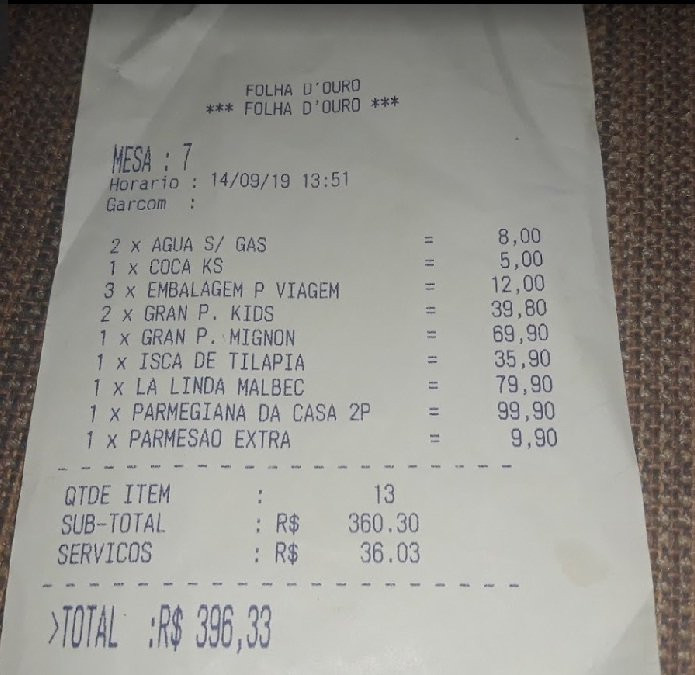 FOLHA D'OURO
*** FOLHA D'OURO ***
MESA : 7
Horario : 14/09/19 13:51
Garcom :
2 x AGUA S/ GAS = 8,00
1 x COCA KS = 5,00
3 x EMBALAGEM P VIAGEM = 12,00
2 x GRAN P. KIDS = 39,80
1 x GRAN P. MIGNON = 69,90
1 x ISCA DE TILAPIA = 35,90
1 x LA LINDA MALBEC = 79,90
1 x PARMEGIANA DA CASA 2P = 99,90
1 x PARMESAO EXTRA = 9,90
QTDE ITEM : 13
SUB-TOTAL : R$ 360.30
SERVICOS : R$ 36.03
>TOTAL :R$ 396,33